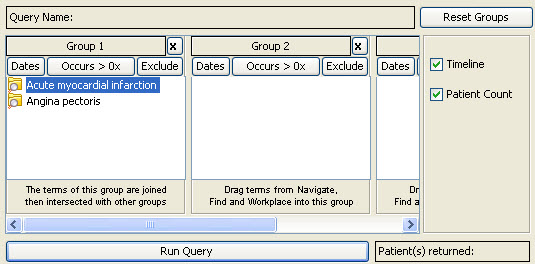 Query Name:
Reset Groups
Group 1 x Group 2
Dates Occurs > 0x Exclude Dates Occurs > 0x Exclude Dates
Timeline
Acute myocardial infarction
Patient Count
Angina pectoris
The terms of this group are joined
then intersected with other groups
Drag terms from Navigate,
Find and Workplace into this group
Find a
Run Query
Patient(s) returned: